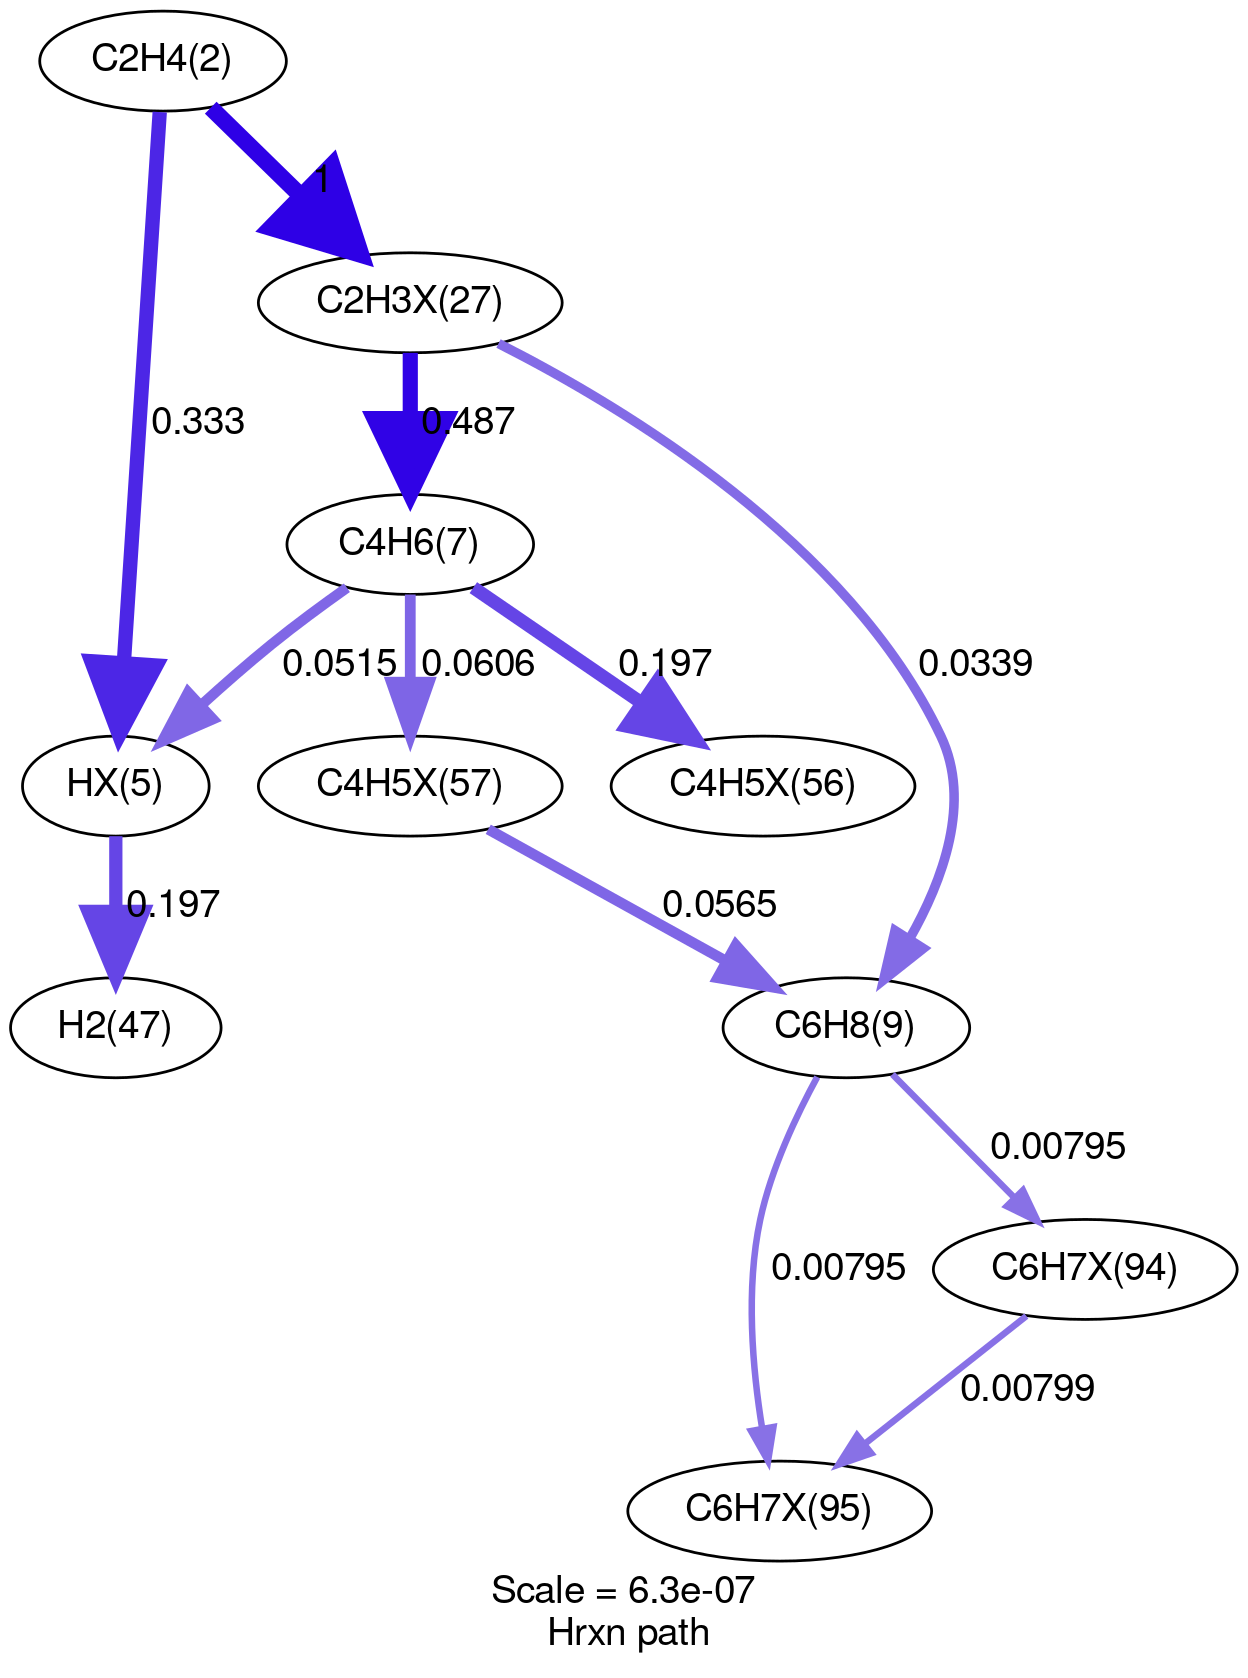 C2H4(2)
1
C2H3X(27)
0.333
0.487
C4H6(7)
0.0515
0.0606
0.197
0.0339
HX(5)
C4H5X(57)
C4H5X(56)
0.197
0.0565
H2(47)
C6H8(9)
0.00795
0.00795
C6H7X(94)
0.00799
C6H7X(95)
Scale = 6.3e-07
Hrxn path